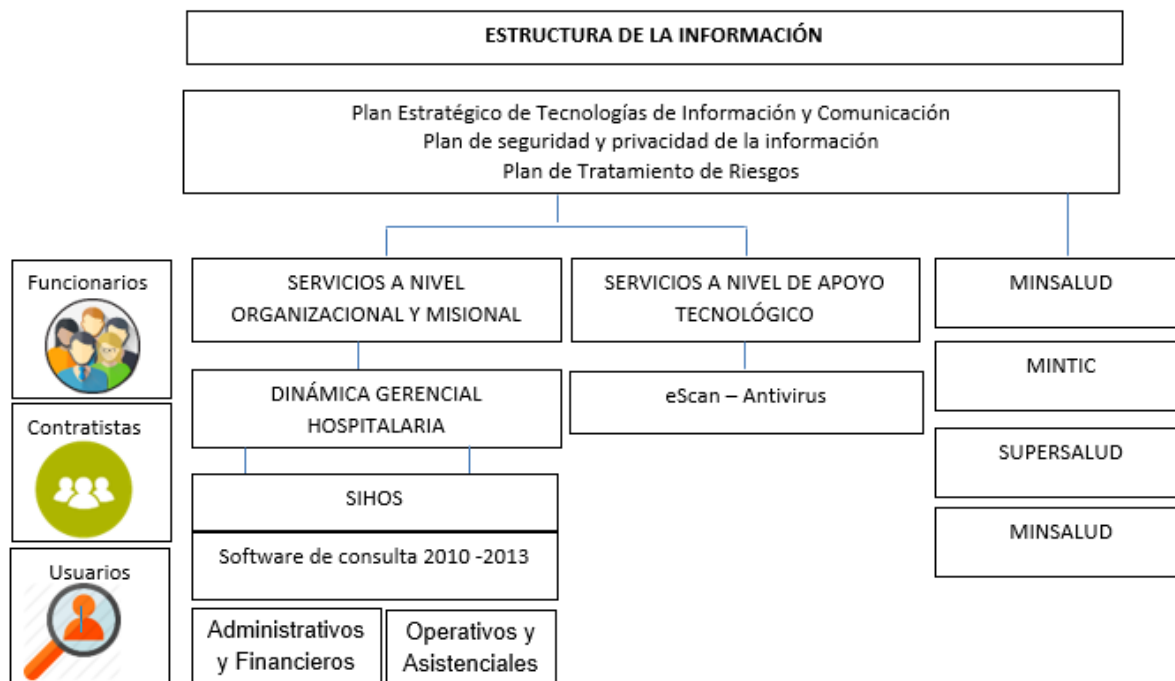 ESTRUCTURA DE LA INFORMACIÓN
Plan Estratégico de Tecnologías de Información y Comunicación
Plan de seguridad y privacidad de la información
Plan de Tratamiento de Riesgos
Funcionarios
Contratistas
Usuarios
SERVICIOS A NIVEL
ORGANIZACIONAL Y MISIONAL
DINÁMICA GERENCIAL
HOSPITALARIA
SIHOS
Software de consulta 2010 -2013
Administrativos
y Financieros
Operativos y
Asistenciales
SERVICIOS A NIVEL DE APOYO
TECNOLÓGICO
eScan – Antivirus
MINSALUD
MINTIC
SUPERSALUD
MINSALUD